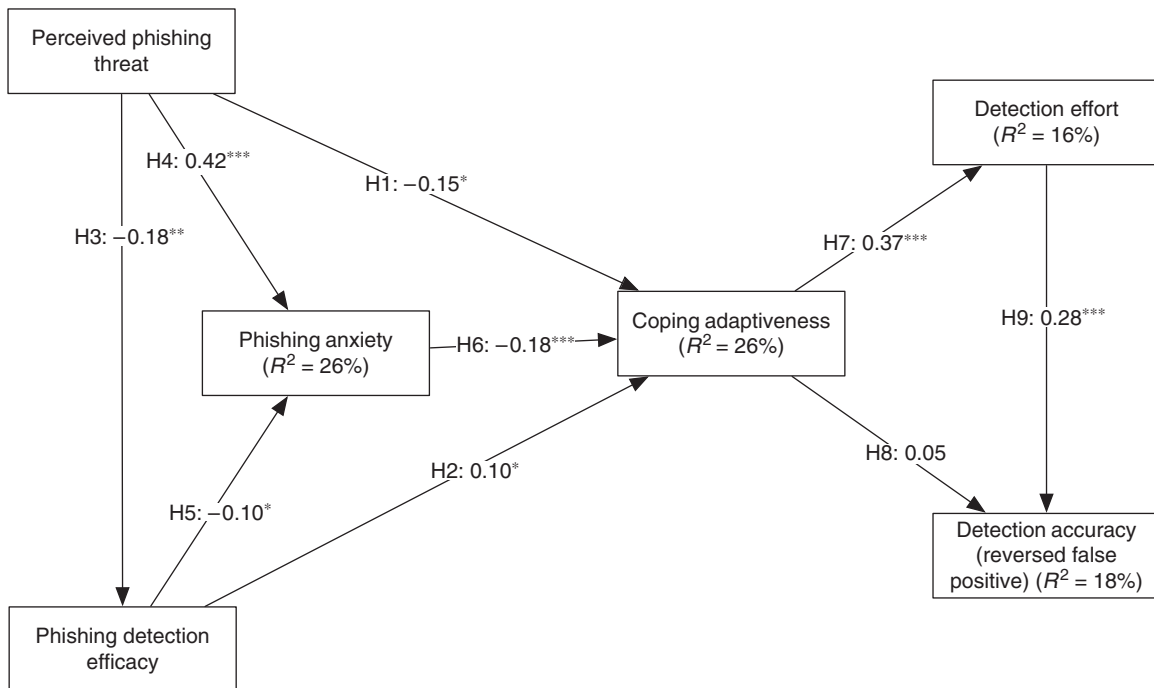 Perceived phishing
threat
Detection effort
(R² = 16%)
H4: 0.42***
H1: −0.15*
H3: −0.18**
H7: 0.37***
Phishing anxiety
(R² = 26%)
H6: −0.18***
Coping adaptiveness
(R² = 26%)
H9: 0.28***
H2: 0.10*
H8: 0.05
H5: −0.10*
Detection accuracy
(reversed false
positive) (R² = 18%)
Phishing detection
efficacy